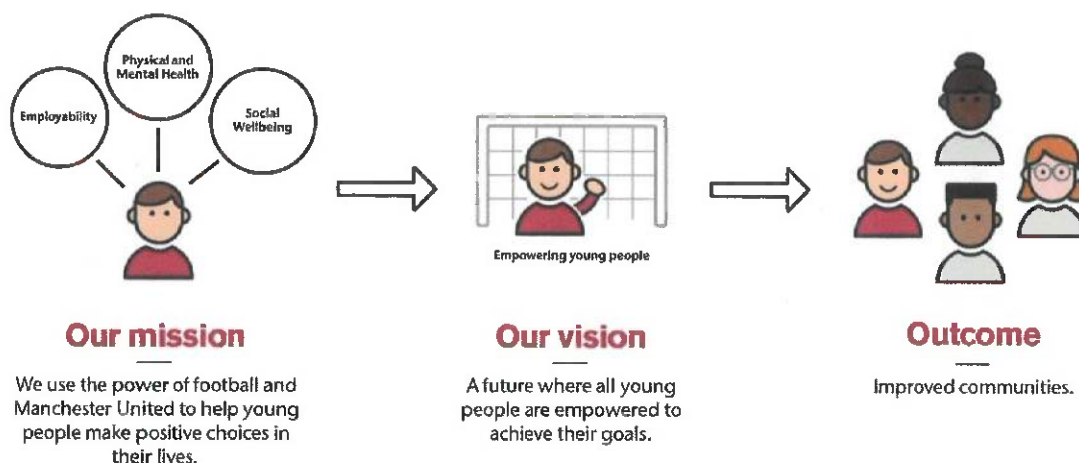 Physical and
Mental Health
Employability
Social
Wellbeing
Empowering young people
Our mission
We use the power of football and
Manchester United to help young
people make positive choices in
their lives.
Our vision
A future where all young
people are empowered to
achieve their goals.
Outcome
Improved communities.